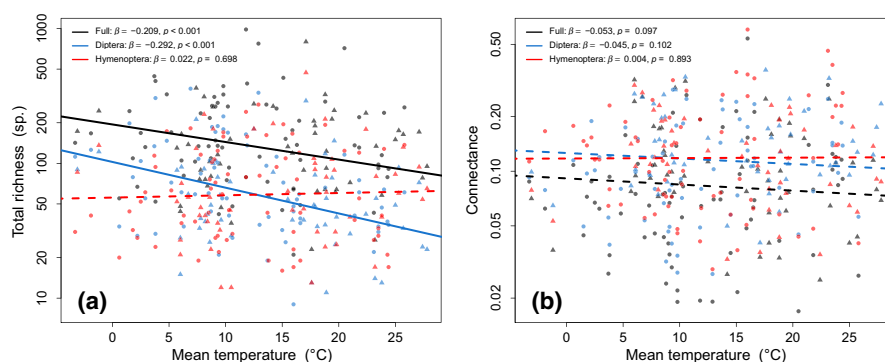 Full: β = −0.209, p < 0.001
Diptera: β = −0.292, p < 0.001
Hymenoptera: β 0.022, p = 0.698
Total richness (sp.)
1000
500
200
100
50
20
10
(a)
0 5 10 15 20 25
Mean temperature (°C)
Full: β = −0.053, p = 0.097
Diptera: β = −0.045, p = 0.102
Hymenoptera: β 0.004, p = 0.893
Connectance
0.50
0.20
0.10
0.05
0.02
(b)
0 5 10 15 20 25
Mean temperature (°C)